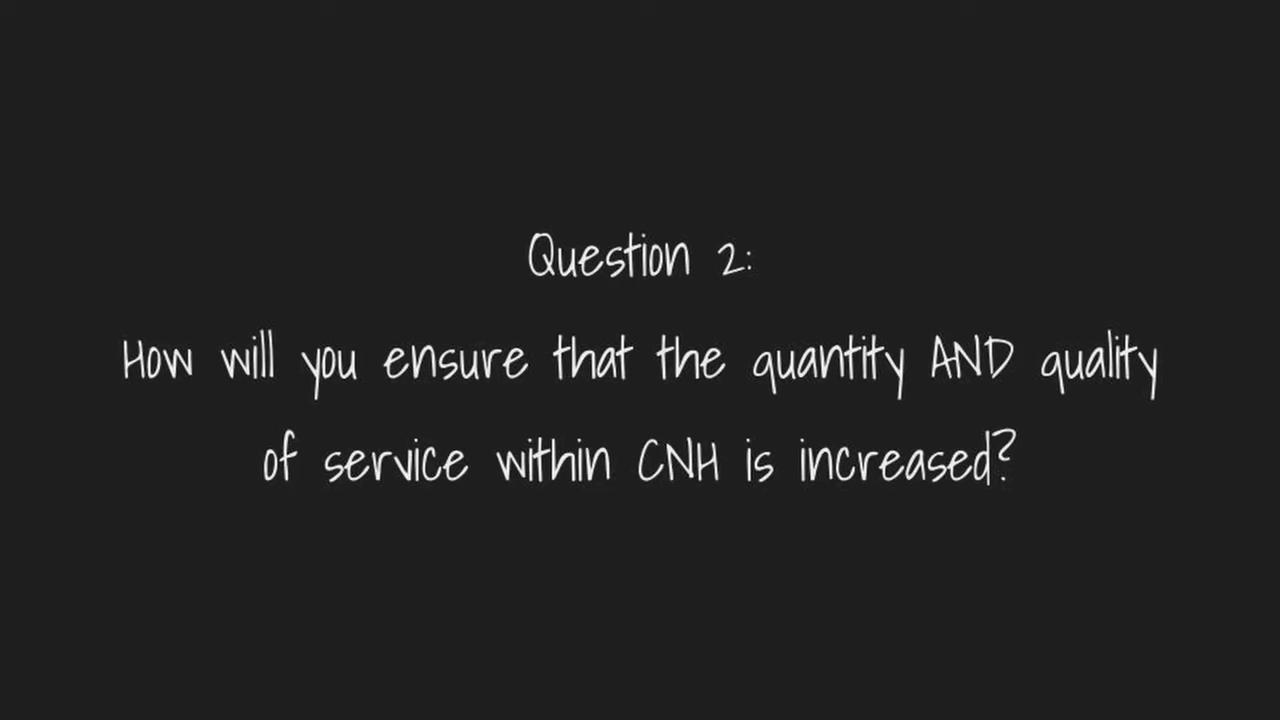 Question 2:
How will you ensure that the quantity AND quality
of service within CNH is increased?